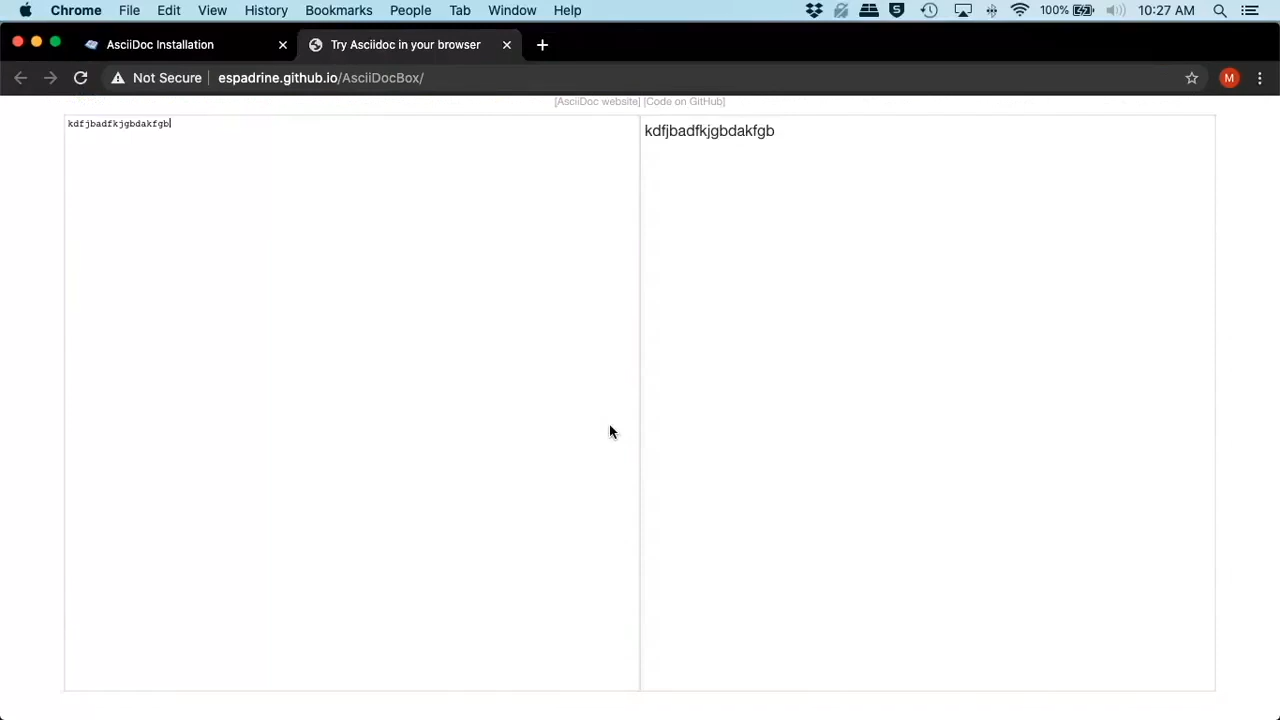 Chrome File Edit View History Bookmarks People Tab Window Help 100% 10:27 AM
AsciiDoc Installation Try Asciidoc in your browser
Not Secure espadrine.github.io/AsciiDocBox/ M
[AsciiDoc website] [Code on GitHub]
kdfjbadfkjgbdakfgb
kdfjbadfkjgbdakfgb